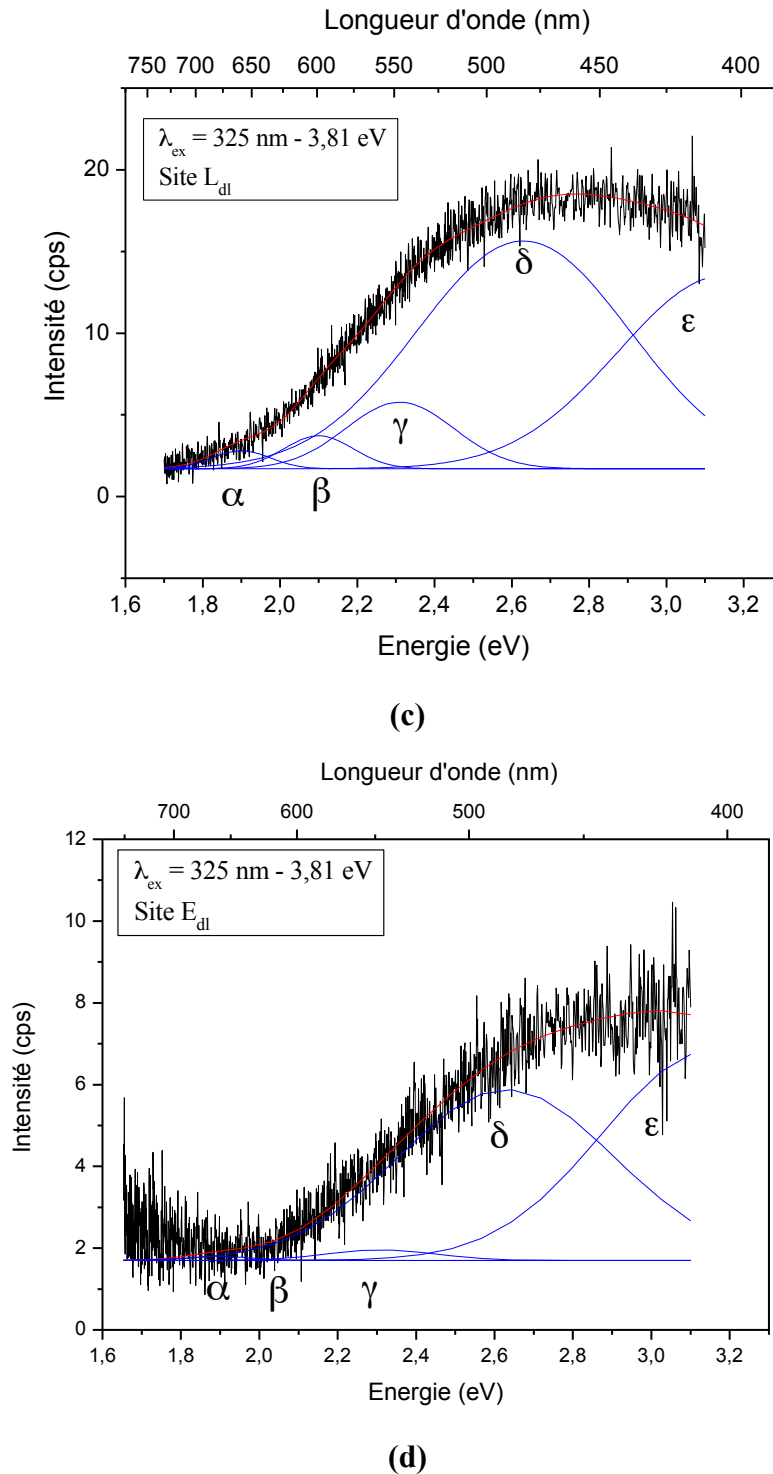 Longueur d'onde (nm)
750 700 650 600 550 500 450 400
λex = 325 nm - 3,81 eV
Site Ldl
20
10
0
Intensité (cps)
α β γ δ ε
1,6 1,8 2,0 2,2 2,4 2,6 2,8 3,0 3,2
Energie (eV)
(c)
Longueur d'onde (nm)
700 600 500 400
12
λex = 325 nm - 3,81 eV
Site Edl
10
8
6
4
2
0
Intensité (cps)
α β γ δ ε
1,6 1,8 2,0 2,2 2,4 2,6 2,8 3,0 3,2
Energie (eV)
(d)